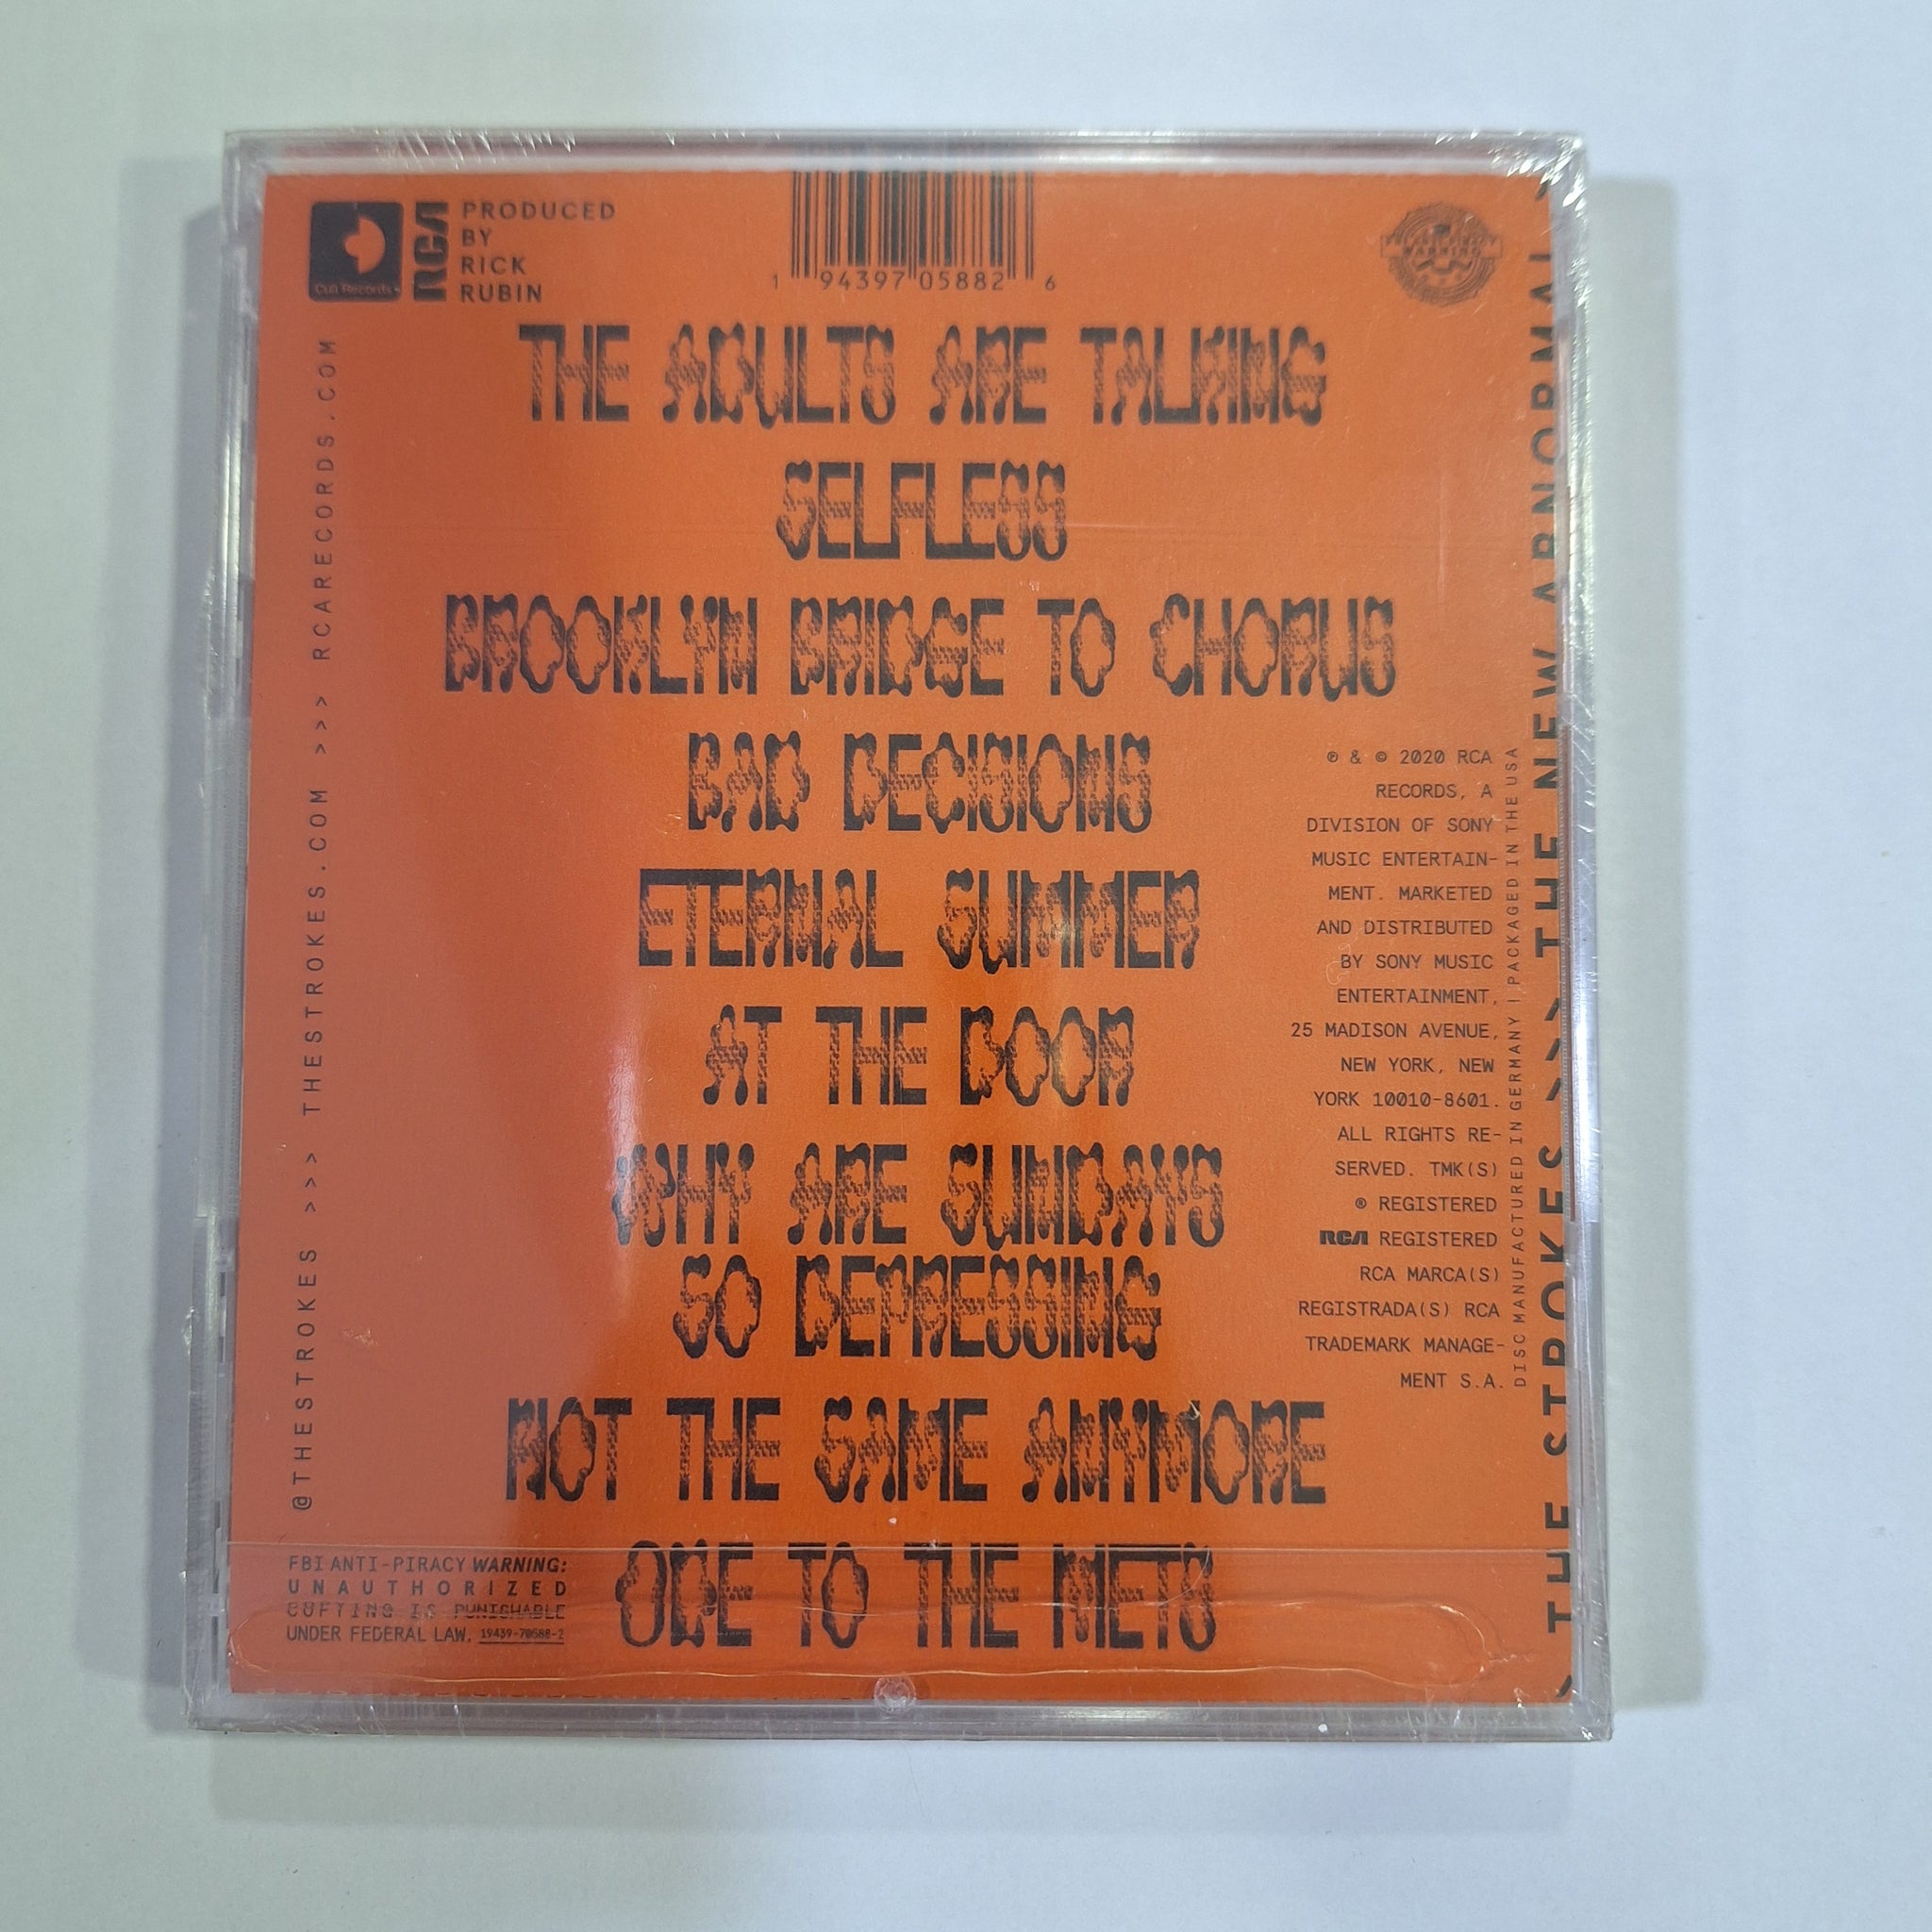 Cult Records
RCA
PRODUCED
BY
RICK
RUBIN
1 94397 05882 6
THE ADULTS ARE TALKING
SELFLESS
BROOKLYN BRIDGE TO CHORUS
BAD DECISIONS
ETERNAL SUMMER
AT THE DOOR
WHY ARE SUNDAYS
SO DEPRESSING
NOT THE SAME ANYMORE
ODE TO THE METS
@THESTROKES >>> THESTROKES.COM >>> RCARECORDS.COM
℗ & © 2020 RCA
RECORDS, A
DIVISION OF SONY
MUSIC ENTERTAIN-
MENT. MARKETED
AND DISTRIBUTED
BY SONY MUSIC
ENTERTAINMENT,
25 MADISON AVENUE,
NEW YORK, NEW
YORK 10010-8601.
ALL RIGHTS RE-
SERVED. TMK(S)
® REGISTERED
RCA REGISTERED
RCA MARCA(S)
REGISTRADA(S) RCA
TRADEMARK MANAGE-
MENT S.A.
DISC MANUFACTURED IN GERMANY | PACKAGED IN THE USA
THE STROKES >>> THE NEW ABNORMAL
FBI ANTI-PIRACY WARNING:
UNAUTHORIZED
COPYING IS PUNISHABLE
UNDER FEDERAL LAW. 19439-70588-2